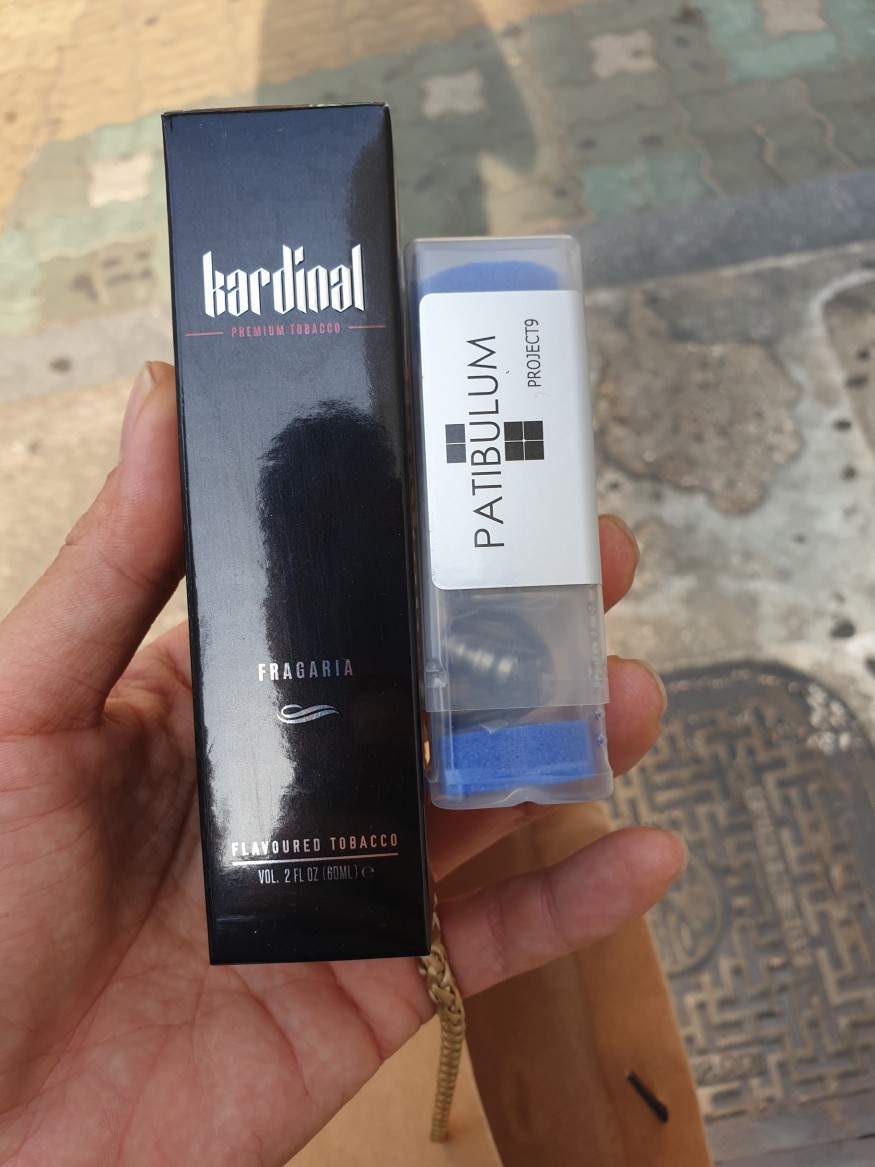 kardinal
PREMIUM TOBACCO
FRAGARIA
FLAVOURED TOBACCO
VOL. 2 FL OZ (60ML) e
PATIBULUM
PROJECT9